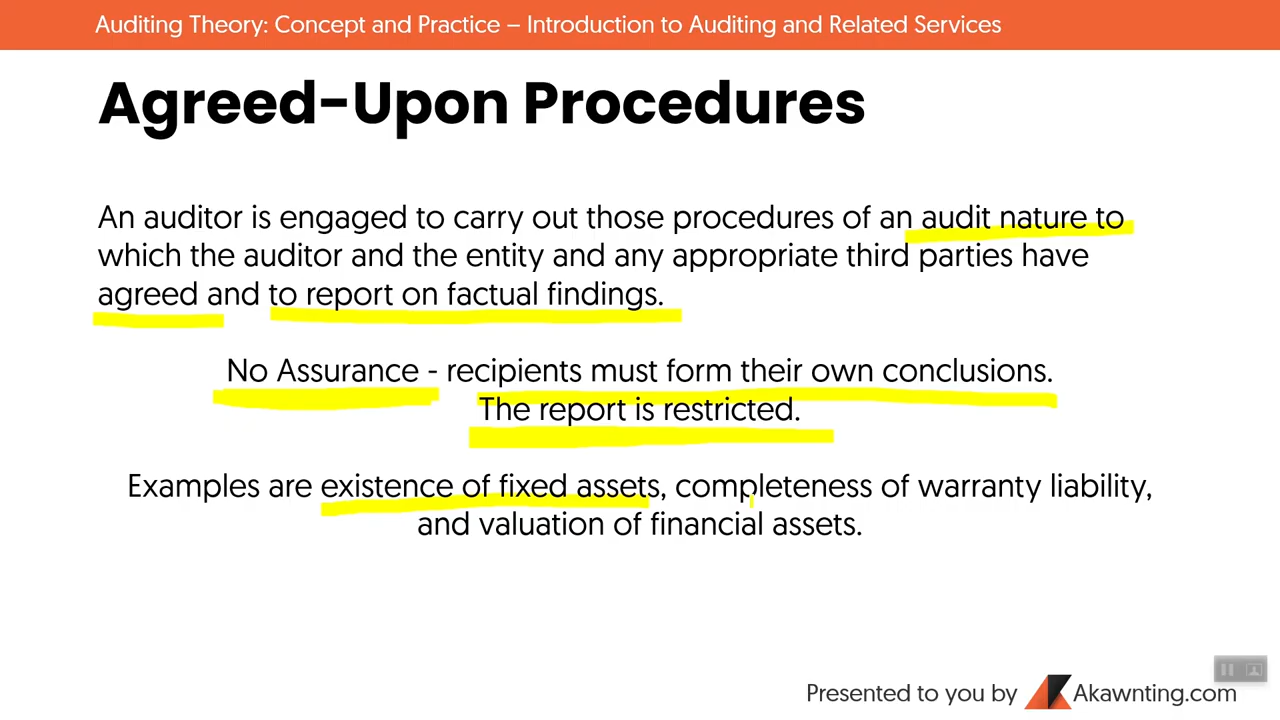 Auditing Theory: Concept and Practice – Introduction to Auditing and Related Services
Agreed-Upon Procedures
An auditor is engaged to carry out those procedures of an audit nature to
which the auditor and the entity and any appropriate third parties have
agreed and to report on factual findings.
No Assurance - recipients must form their own conclusions.
The report is restricted.
Examples are existence of fixed assets, completeness of warranty liability,
and valuation of financial assets.
Presented to you by Akawnting.com